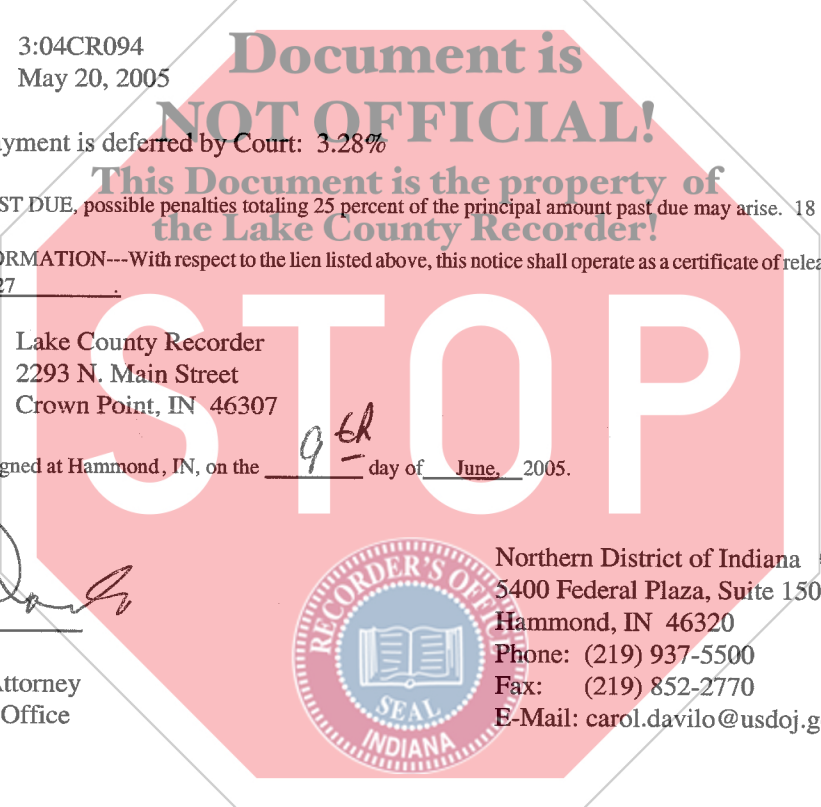 3:04CR094
May 20, 2005
Document is
NOT OFFICIAL!
yment is deferred by Court: 3.28%
This Document is the property of
ST DUE, possible penalties totaling 25 percent of the principal amount past due may arise. 18
the Lake County Recorder!
ORMATION---With respect to the lien listed above, this notice shall operate as a certificate of relea
27 .
STOP
Lake County Recorder
2293 N. Main Street
Crown Point, IN 46307
gned at Hammond, IN, on the 9th day of June, 2005.
Northern District of Indiana
5400 Federal Plaza, Suite 150
Hammond, IN 46320
Phone: (219) 937-5500
Fax: (219) 852-2770
E-Mail: carol.davilo@usdoj.g
ttorney
Office
RECORDER'S OFFICE
SEAL
INDIANA